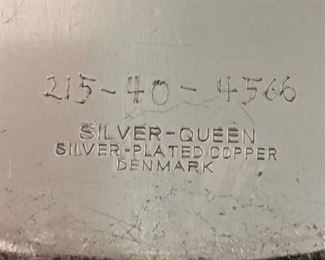 215-40-4566
SILVER-QUEEN
SILVER-PLATED COPPER
DENMARK